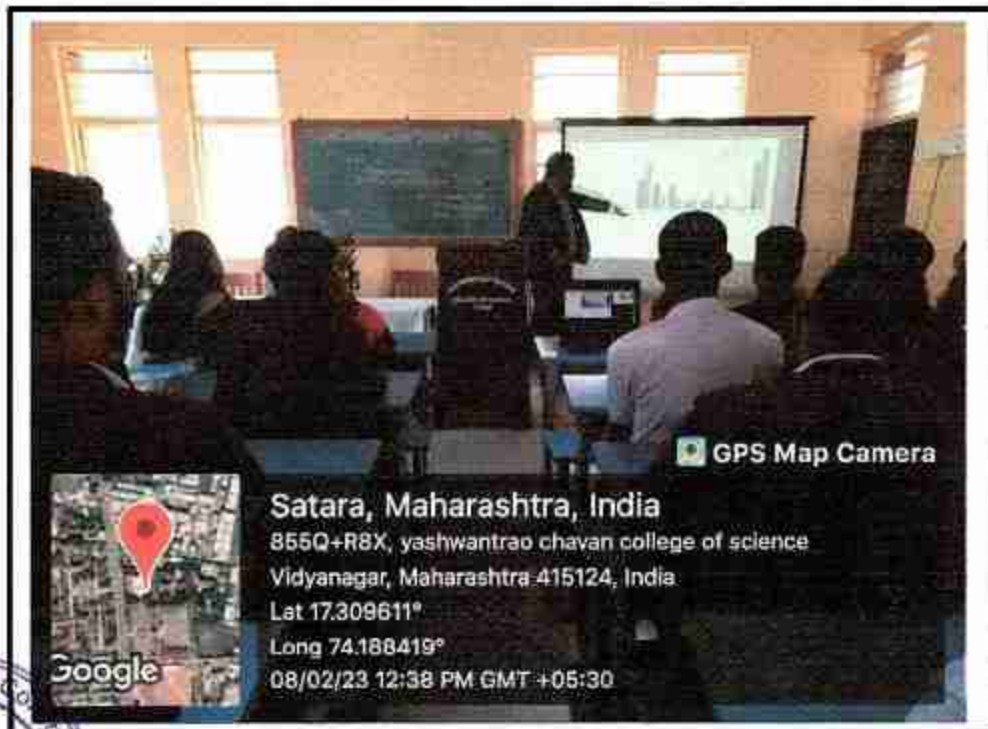 GPS Map Camera
Satara, Maharashtra, India
855Q+R8X, yashwantrao chavan college of science
Vidyanagar, Maharashtra 415124, India
Lat 17.309611°
Long 74.188419°
08/02/23 12:38 PM GMT +05:30
Google